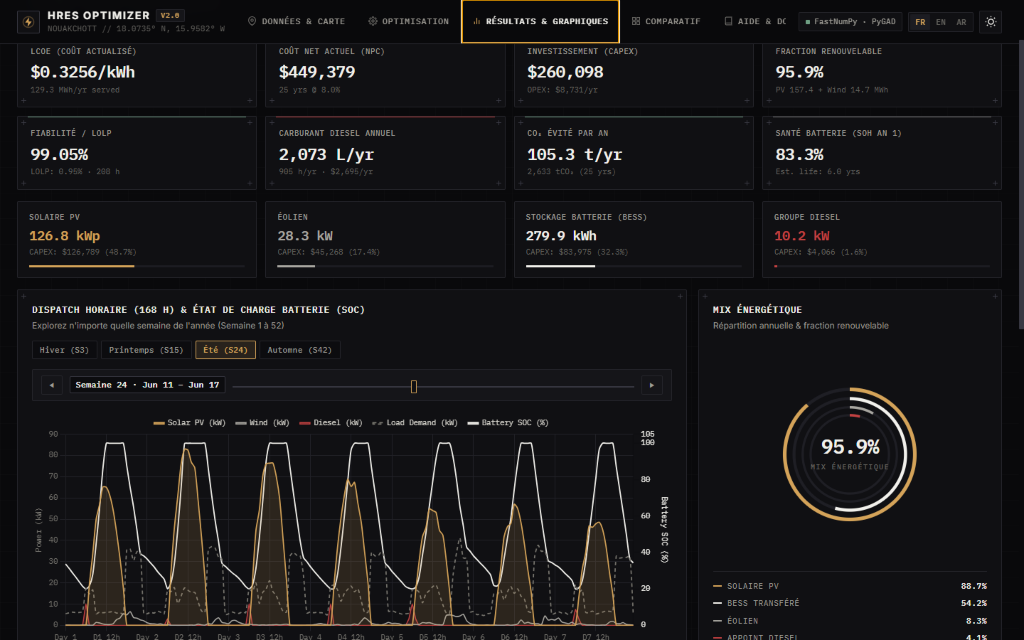 HRES OPTIMIZER V2.0
NOUAKCHOTT // 18.0735° N, 15.9582° W
DONNÉES & CARTE
OPTIMISATION
RÉSULTATS & GRAPHIQUES
COMPARATIF
AIDE & DC
FastNumPy · PyGAD
FR EN AR
LCOE (COÛT ACTUALISÉ)
$0.3256/kWh
129.3 MWh/yr served
COÛT NET ACTUEL (NPC)
$449,379
25 yrs @ 8.0%
INVESTISSEMENT (CAPEX)
$260,098
OPEX: $8,731/yr
FRACTION RENOUVELABLE
95.9%
PV 157.4 + Wind 14.7 MWh
FIABILITÉ / LOLP
99.05%
LOLP: 0.95% · 208 h
CARBURANT DIESEL ANNUEL
2,073 L/yr
905 h/yr · $2,695/yr
CO₂ ÉVITÉ PAR AN
105.3 t/yr
2,633 tCO₂ (25 yrs)
SANTÉ BATTERIE (SOH AN 1)
83.3%
Est. life: 6.0 yrs
SOLAIRE PV
126.8 kWp
CAPEX: $126,789 (48.7%)
ÉOLIEN
28.3 kW
CAPEX: $45,268 (17.4%)
STOCKAGE BATTERIE (BESS)
279.9 kWh
CAPEX: $83,975 (32.3%)
GROUPE DIESEL
10.2 kW
CAPEX: $4,066 (1.6%)
DISPATCH HORAIRE (168 H) & ÉTAT DE CHARGE BATTERIE (SOC)
Explorez n'importe quelle semaine de l'année (Semaine 1 à 52)
Hiver (S3)
Printemps (S15)
Été (S24)
Automne (S42)
Semaine 24 · Jun 11 – Jun 17
Solar PV (kW)
Wind (kW)
Diesel (kW)
Load Demand (kW)
Battery SOC (%)
90
80
70
60
50
40
30
20
10
0
Power (kW)
105
100
80
60
40
20
0
Battery SOC (%)
Day 1
D1 12h
Day 2
D2 12h
Day 3
D3 12h
Day 4
D4 12h
Day 5
D5 12h
Day 6
D6 12h
Day 7
D7 12h
MIX ÉNERGÉTIQUE
Répartition annuelle & fraction renouvelable
95.9%
MIX ÉNERGÉTIQUE
SOLAIRE PV 88.7%
BESS TRANSFÉRÉ 54.2%
ÉOLIEN 8.3%
APPOINT DIESEL 4.1%